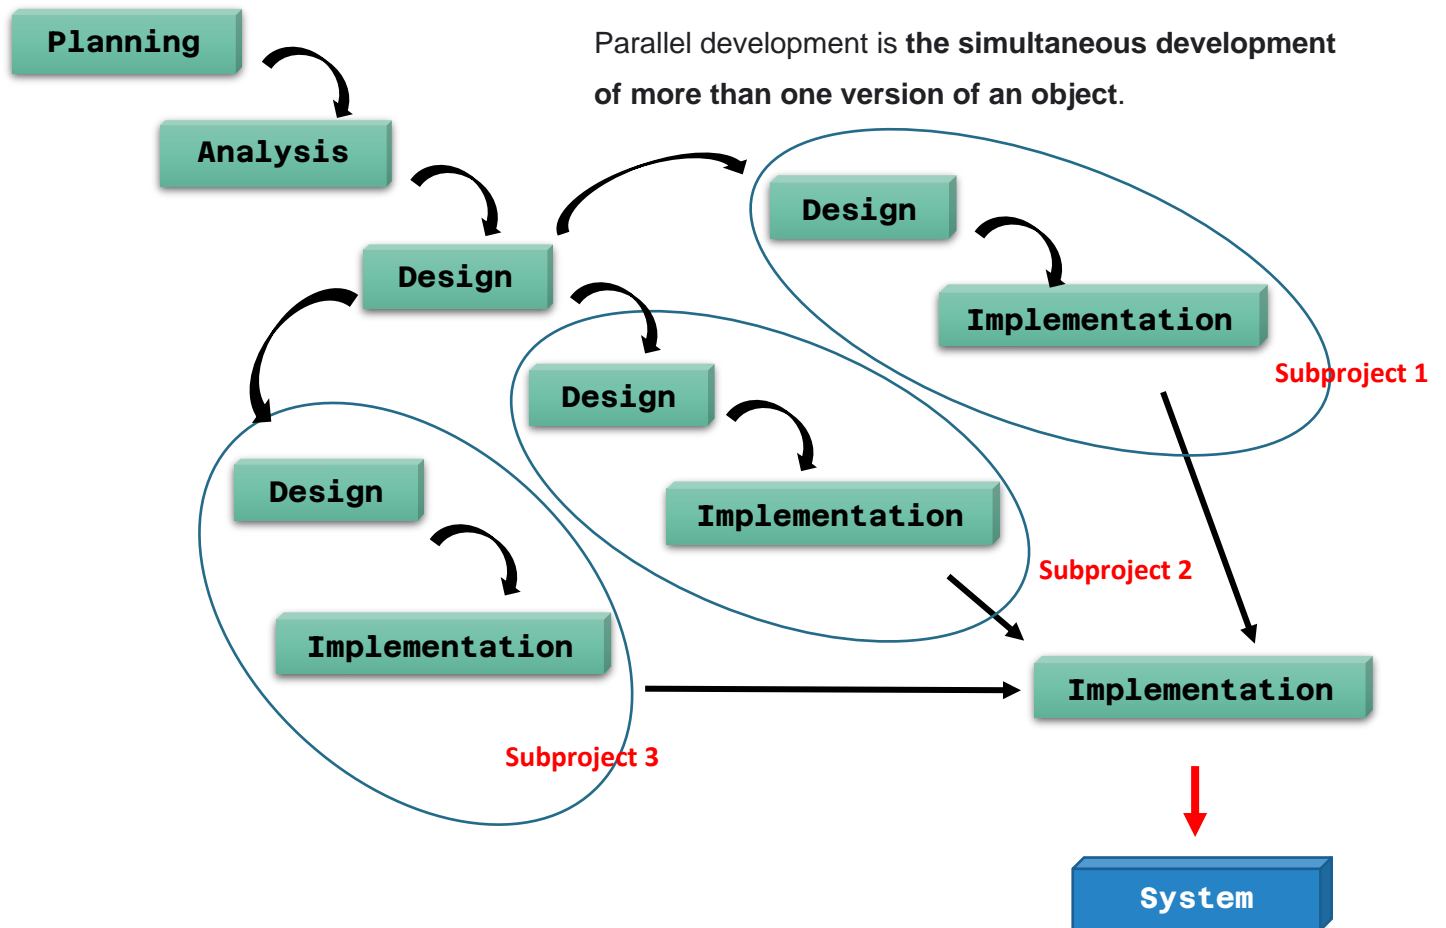 Planning
Parallel development is the simultaneous development
of more than one version of an object.
Analysis
Design
Design
Implementation
Subproject 1
Design
Implementation
Subproject 2
Design
Implementation
Subproject 3
Implementation
System